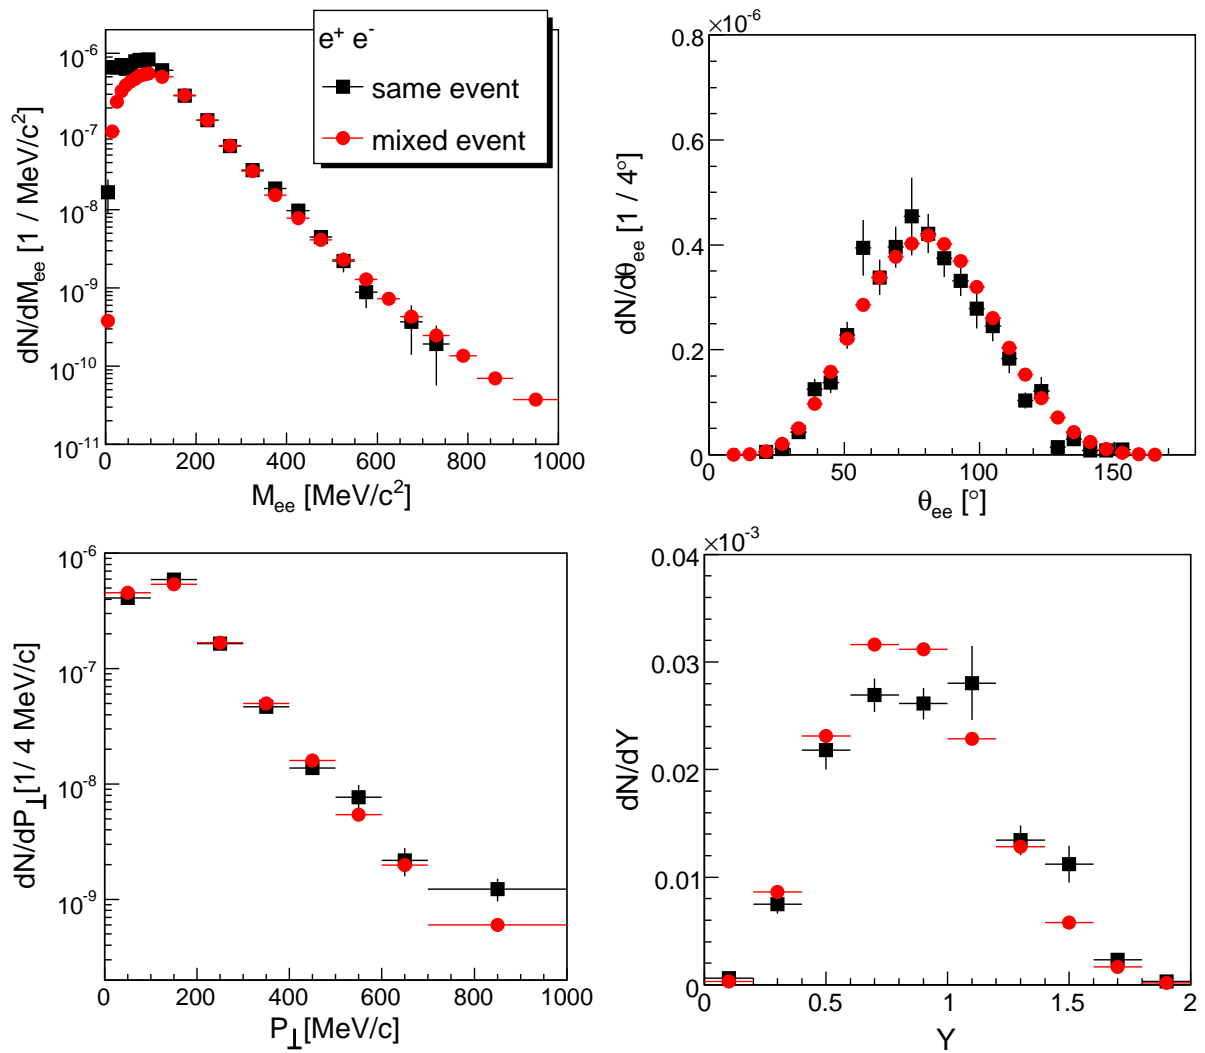 e⁺ e⁻
same event
mixed event
dN/dM_ee [1 / MeV/c²]
10⁻⁶
10⁻⁷
10⁻⁸
10⁻⁹
10⁻¹⁰
10⁻¹¹
0 200 400 600 800 1000
M_ee [MeV/c²]
×10⁻⁶
dN/dθ_ee [1 / 4°]
0.8
0.6
0.4
0.2
0
0 50 100 150
θ_ee [°]
dN/dP⊥[1/ 4 MeV/c]
10⁻⁶
10⁻⁷
10⁻⁸
10⁻⁹
0 200 400 600 800 1000
P⊥[MeV/c]
×10⁻³
dN/dY
0.04
0.03
0.02
0.01
0
0 0.5 1 1.5 2
Y